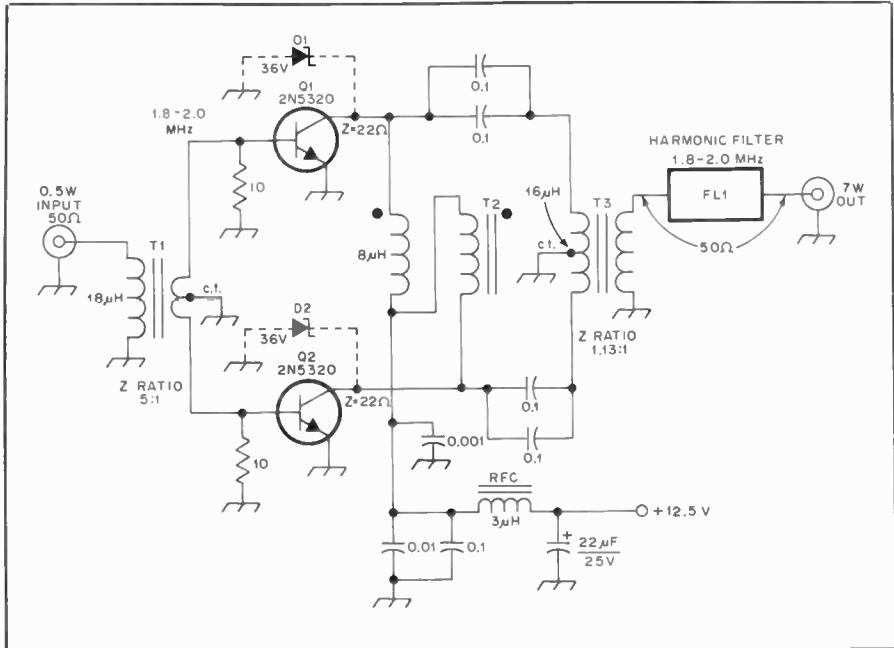 D1
36V
Q1
2N5320
Z=22Ω
0.1
0.1
1.8-2.0
MHz
HARMONIC FILTER
1.8-2.0 MHz
FL1
7W
OUT
50Ω
0.5W
INPUT
50Ω
10
16μH
T2
T3
8μH
c.t.
T1
18μH
c.t.
D2
36V
Z RATIO
1.13:1
Z RATIO
5:1
Q2
2N5320
Z=22Ω
0.1
0.1
10
0.001
RFC
3μH
+12.5 V
0.01
0.1
+
22μF
25V